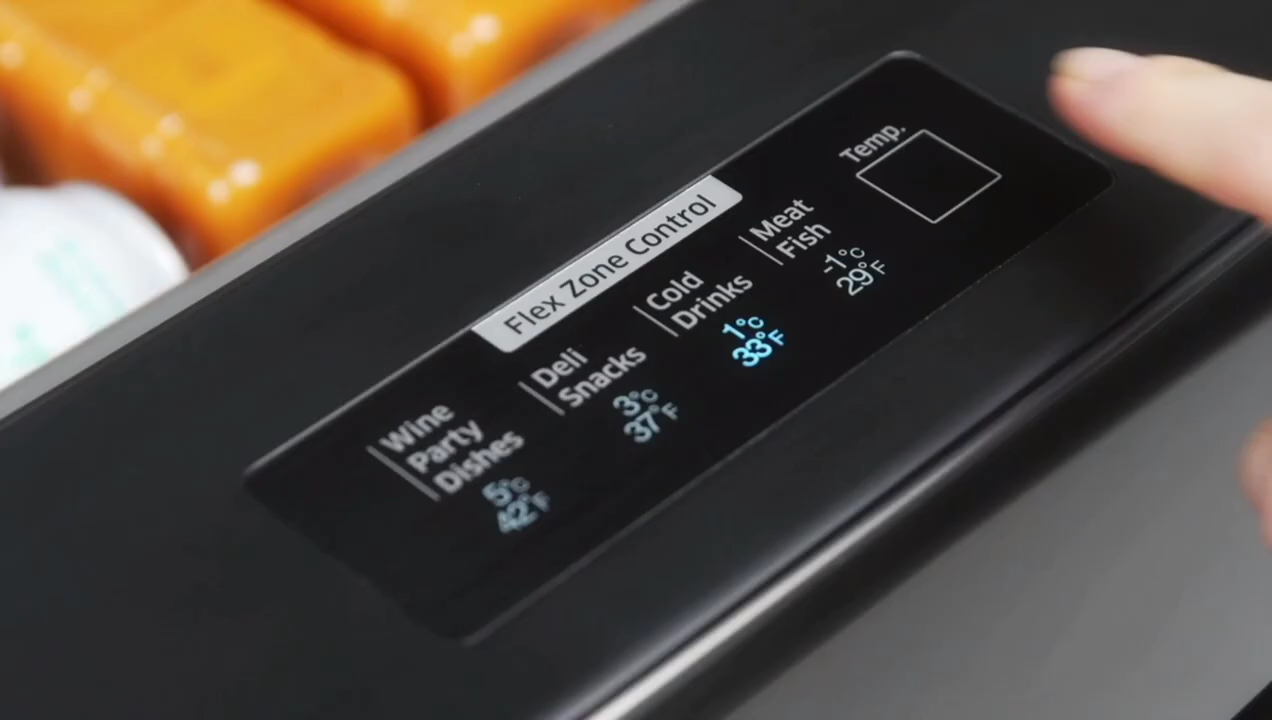 Flex Zone Control
Wine
Party
Dishes
5°C
42°F
Deli
Snacks
3°C
37°F
Cold
Drinks
1°C
33°F
Meat
Fish
-1°C
29°F
Temp.